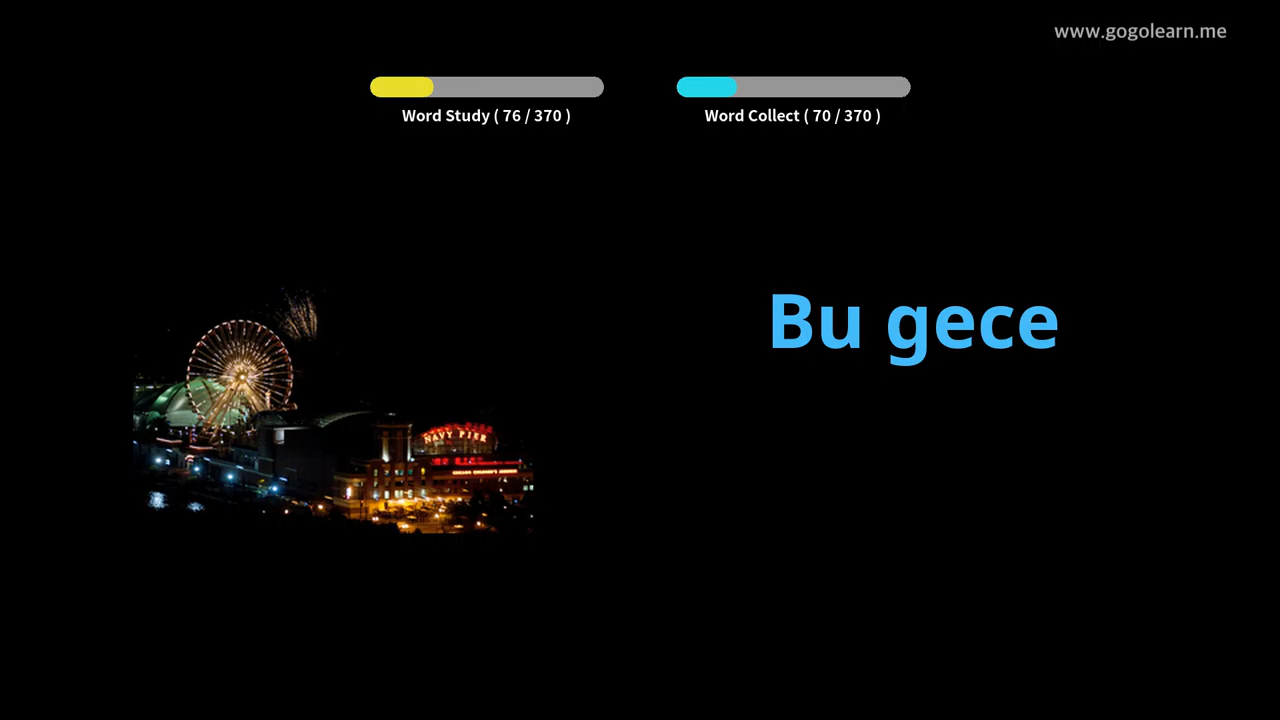 www.gogolearn.me
Word Study ( 76 / 370 )
Word Collect ( 70 / 370 )
Bu gece
NAVY PIER